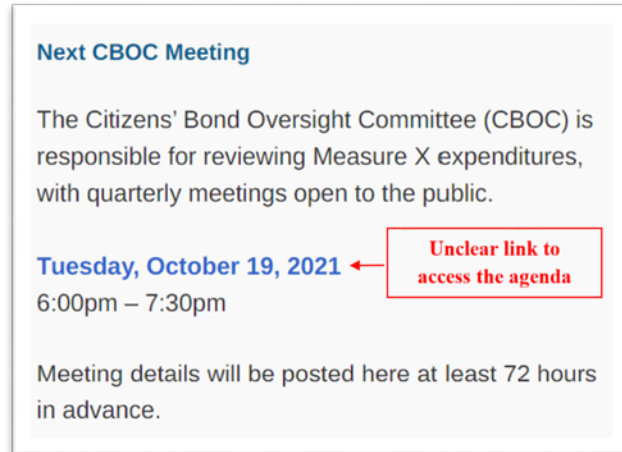 Next CBOC Meeting
The Citizens’ Bond Oversight Committee (CBOC) is
responsible for reviewing Measure X expenditures,
with quarterly meetings open to the public.
Tuesday, October 19, 2021
Unclear link to
access the agenda
6:00pm – 7:30pm
Meeting details will be posted here at least 72 hours
in advance.